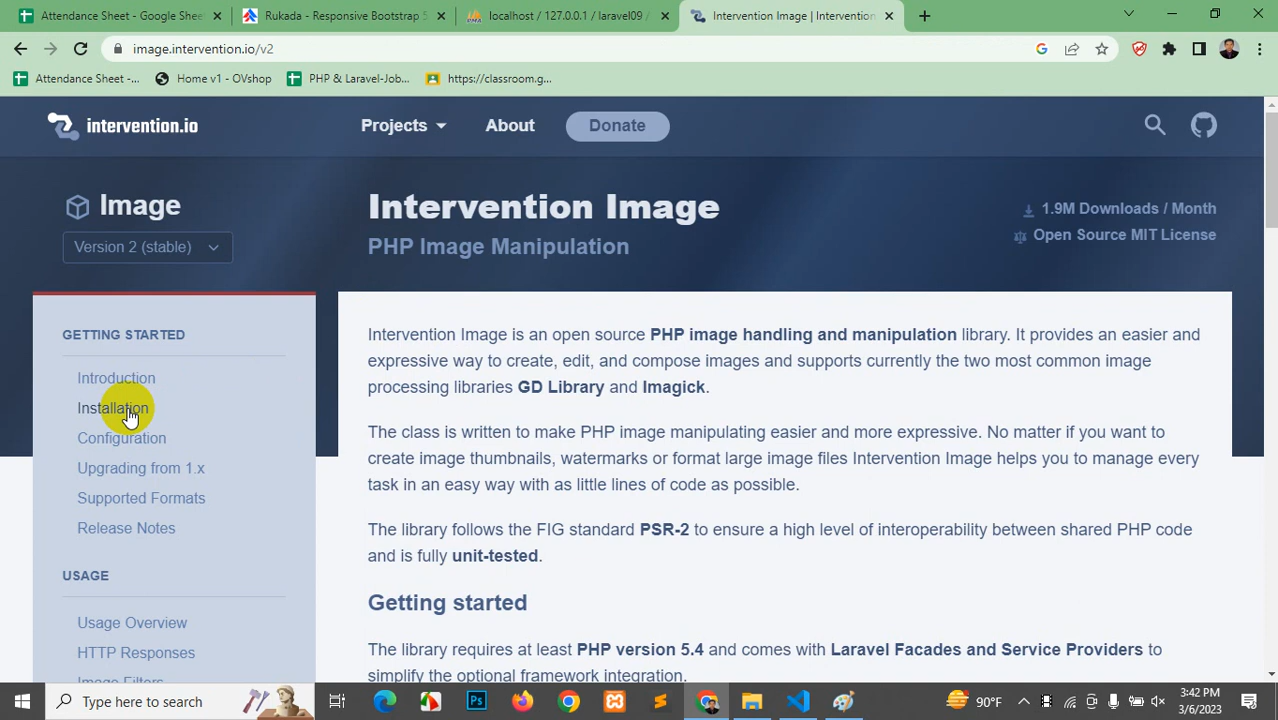 Attendance Sheet - Google Sheet
Rukada - Responsive Bootstrap 5
localhost / 127.0.0.1 / laravel09 /
Intervention Image | Intervention
image.intervention.io/v2
Attendance Sheet -...
Home v1 - OVshop
PHP & Laravel-Job...
https://classroom.g...
intervention.io
Projects
About
Donate
Image
Version 2 (stable)
Intervention Image
PHP Image Manipulation
1.9M Downloads / Month
Open Source MIT License
GETTING STARTED
Introduction
Installation
Configuration
Upgrading from 1.x
Supported Formats
Release Notes
USAGE
Usage Overview
HTTP Responses
Image Filters
Intervention Image is an open source PHP image handling and manipulation library. It provides an easier and
expressive way to create, edit, and compose images and supports currently the two most common image
processing libraries GD Library and Imagick.
The class is written to make PHP image manipulating easier and more expressive. No matter if you want to
create image thumbnails, watermarks or format large image files Intervention Image helps you to manage every
task in an easy way with as little lines of code as possible.
The library follows the FIG standard PSR-2 to ensure a high level of interoperability between shared PHP code
and is fully unit-tested.
Getting started
The library requires at least PHP version 5.4 and comes with Laravel Facades and Service Providers to
simplify the optional framework integration.
Type here to search
Ps
90°F
3:42 PM
3/6/2023